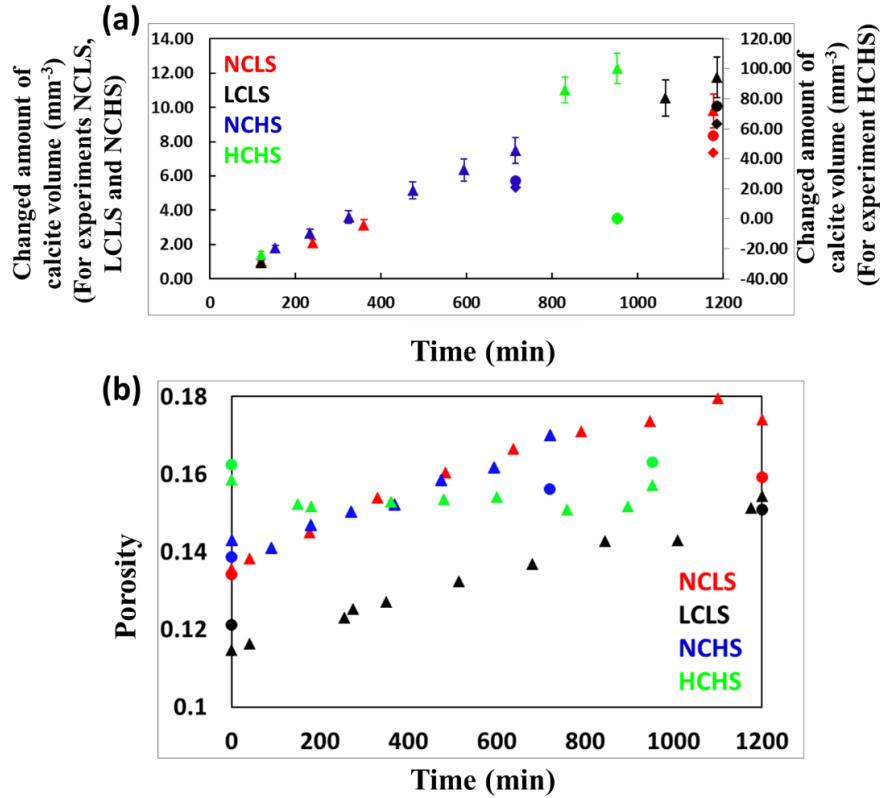 (a)
Changed amount of
calcite volume (mm-3)
(For experiments NCLS,
LCLS and NCHS)
14.00
12.00
10.00
8.00
6.00
4.00
2.00
0.00
NCLS
LCLS
NCHS
HCHS
120.00
100.00
80.00
60.00
40.00
20.00
0.00
-20.00
-40.00
Changed amount of
calcite volume (mm-3)
(For experiment HCHS)
0 200 400 600 800 1000 1200
Time (min)
(b)
Porosity
0.18
0.16
0.14
0.12
0.1
NCLS
LCLS
NCHS
HCHS
0 200 400 600 800 1000 1200
Time (min)